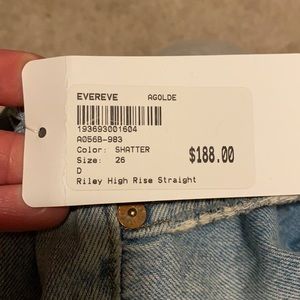 EVEREVE AGOLDE
193693001604
A056B-983
Color: SHATTER
Size: 26 $188.00
D
Riley High Rise Straight